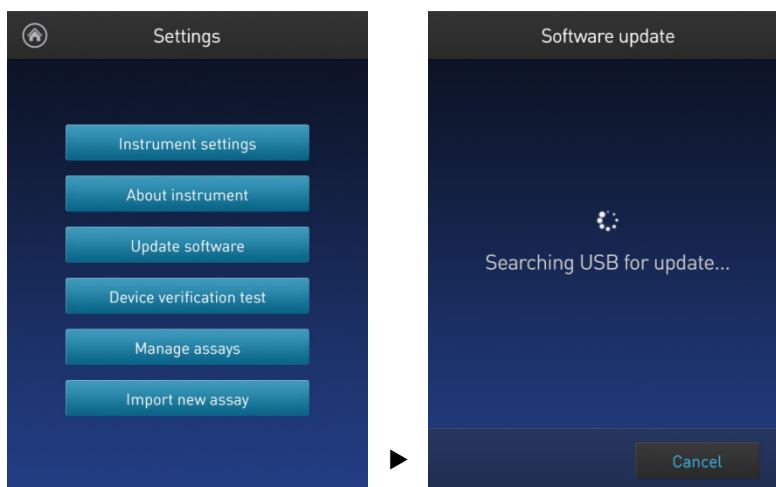 Settings
Instrument settings
About instrument
Update software
Device verification test
Manage assays
Import new assay
Software update
Searching USB for update...
Cancel